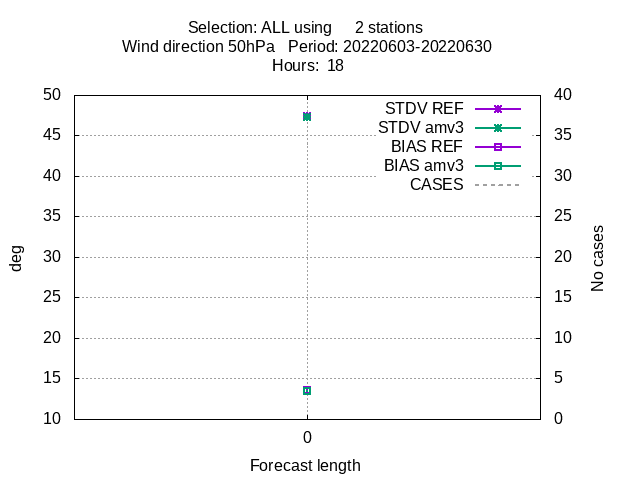 Selection: ALL using     2 stations
Wind direction 50hPa   Period: 20220603-20220630
Hours:  18
50
45
40
35
30
25
20
15
10
40
35
30
25
20
15
10
5
0
STDV REF
STDV amv3
BIAS REF
BIAS amv3
CASES
deg
No cases
0
Forecast length